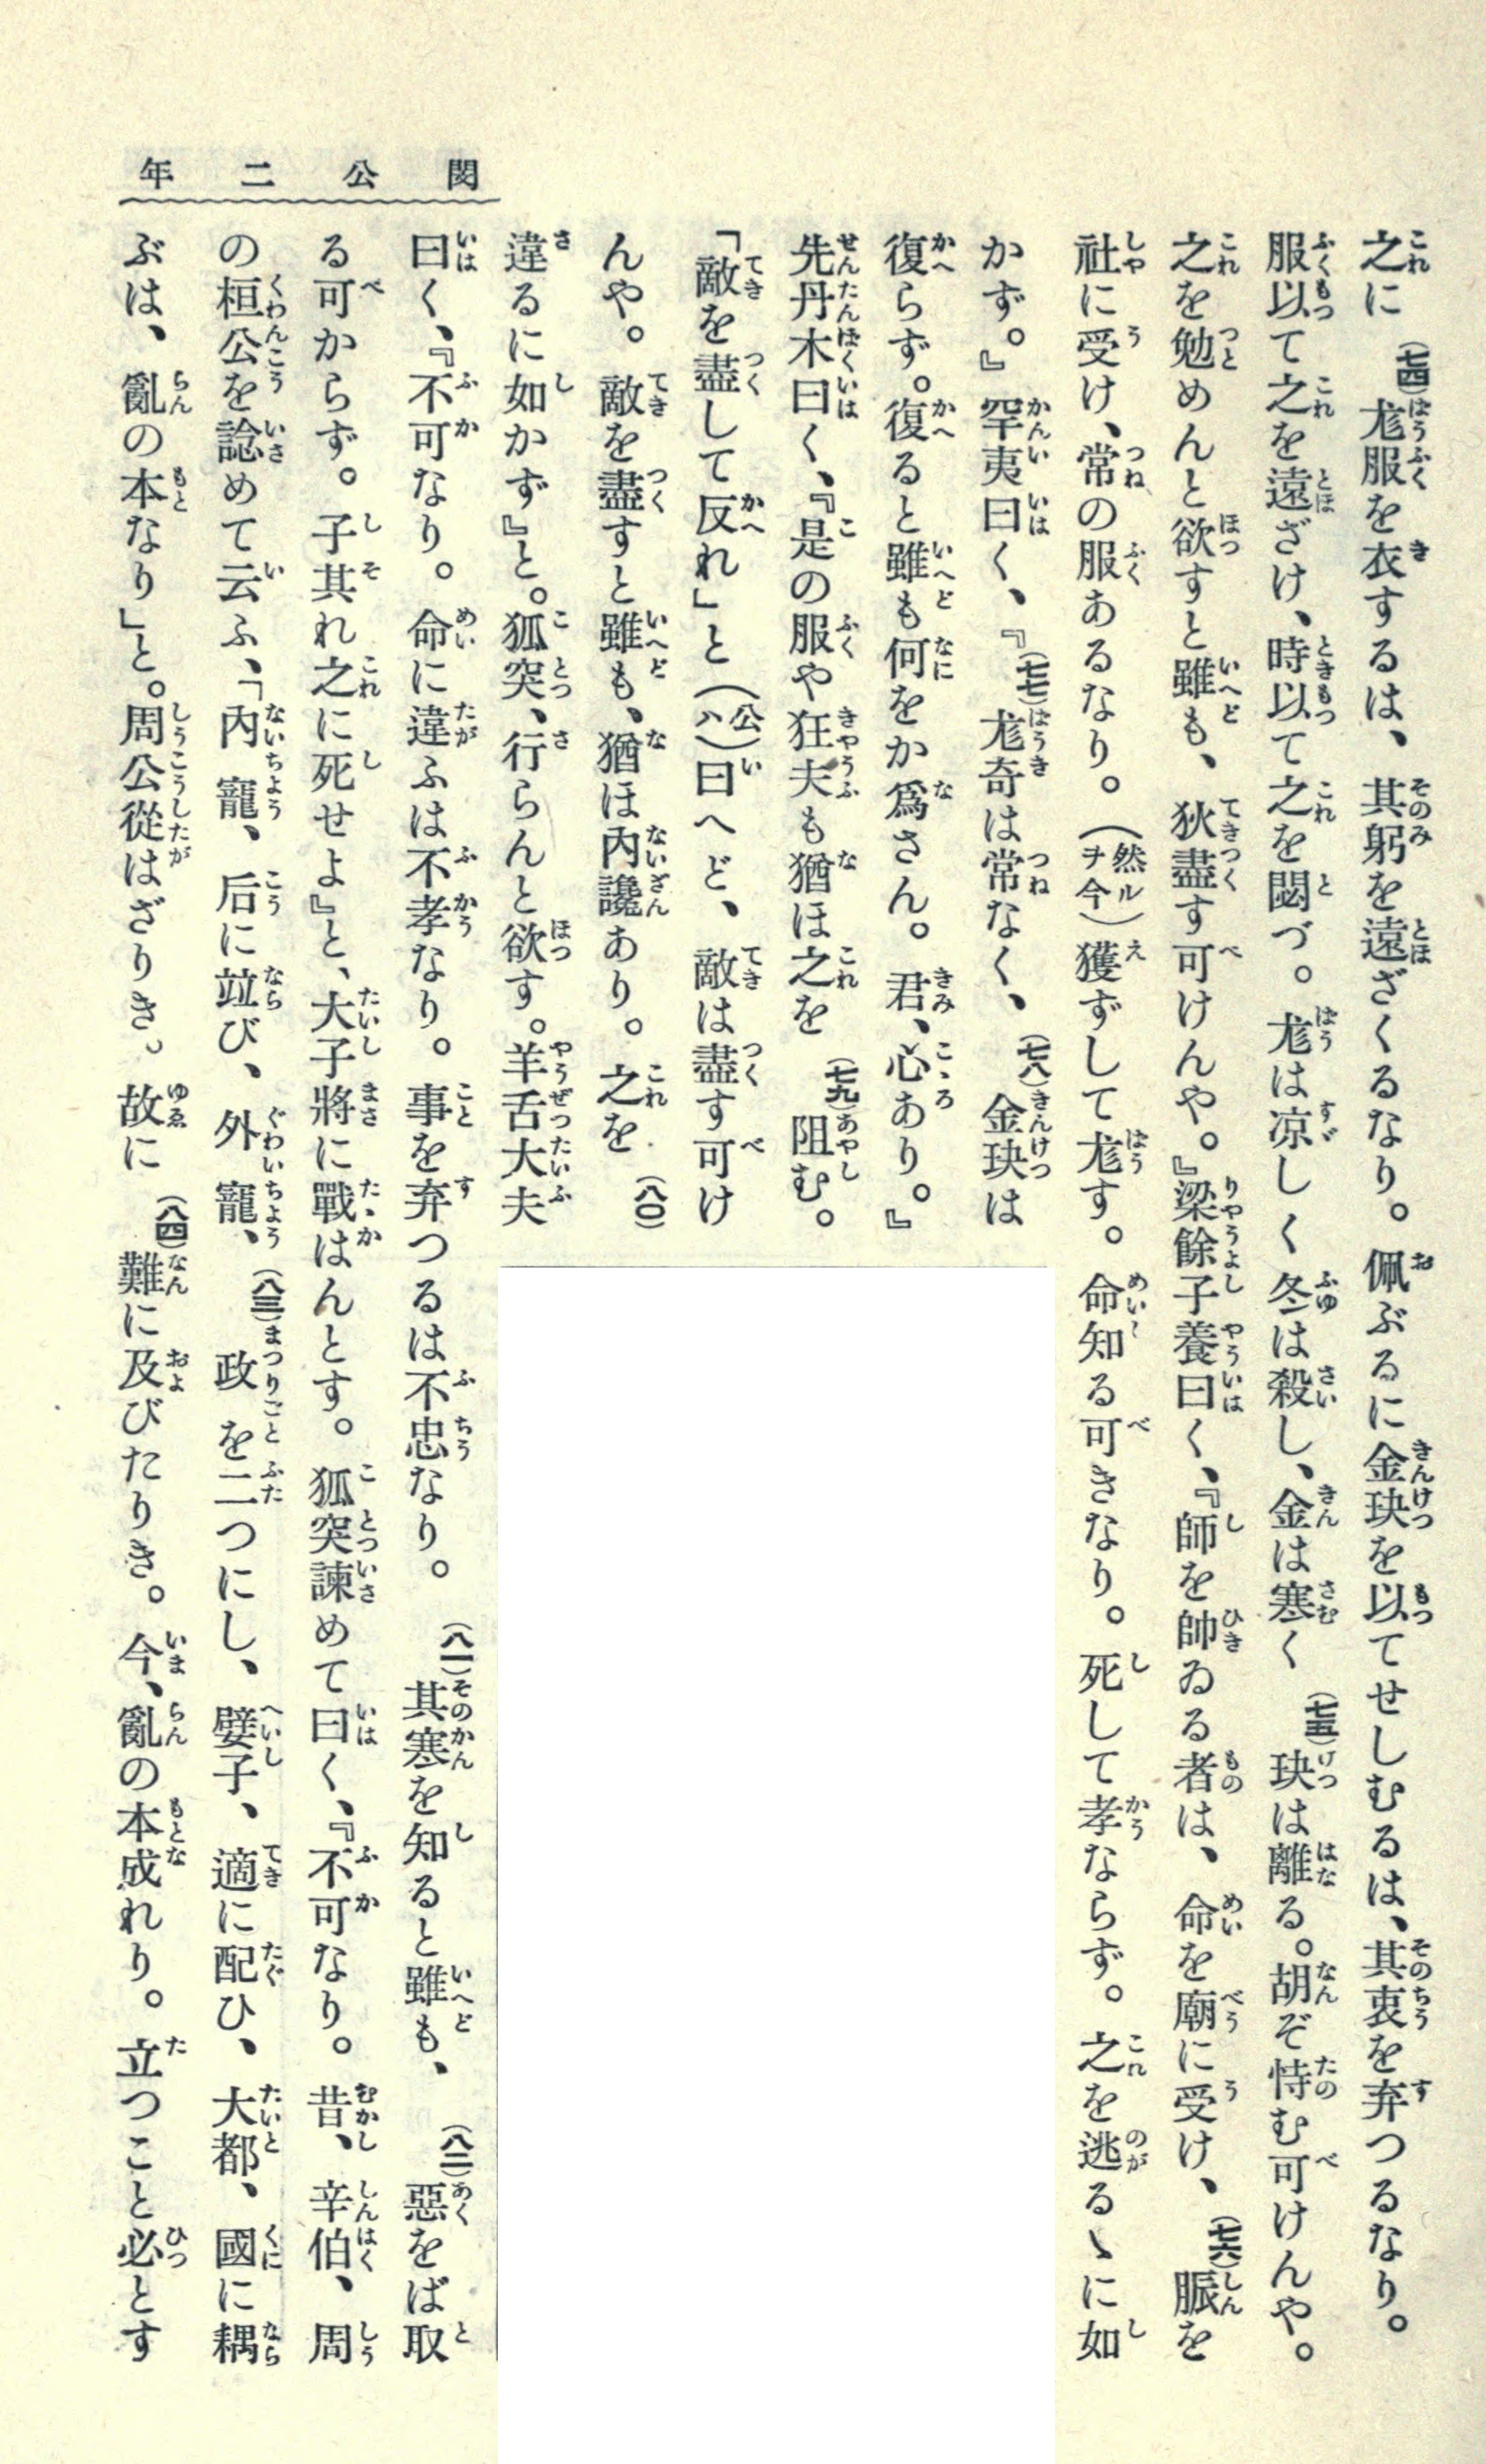 閔公二年
之に（七四）尨服を衣するは、其躬を遠ざくるなり。佩ぶるに金玦を以てせしむるは、其衷を弃つるなり。
服以て之を遠ざけ、時以て之を閟づ。尨は凉しく冬は殺し、金は寒く（七五）玦は離る。胡ぞ恃む可けんや。
之を勉めんと欲すと雖も、狄盡す可けんや。』梁餘子養曰く、『師を帥ゐる者は、命を廟に受け、（七六）脤を
社に受け、常の服あるなり。（然ルヲ今）獲ずして尨す。命知る可きなり。死して孝ならず。之を逃るゝに如
かず。』罕夷曰く、『（七七）尨奇は常なく、（七八）金玦は
復らず。復ると雖も何をか爲さん。君、心あり。』
先丹木曰く、『是の服や狂夫も猶ほ之を（七九）阻む。
「敵を盡して反れ」と（公ハ）曰へど、敵は盡す可け
んや。敵を盡すと雖も、猶ほ內讒あり。之を（八〇）
違るに如かず』と。狐突、行らんと欲す。羊舌大夫
曰く、『不可なり。命に違ふは不孝なり。事を弃つるは不忠なり。（八一）其寒を知ると雖も、（八二）惡をば取
る可からず。子其れ之に死せよ』と、大子將に戰はんとす。狐突諫めて曰く、『不可なり。昔、辛伯、周
の桓公を諗めて云ふ、「內寵、后に竝び、外寵、（八三）政を二つにし、嬖子、適に配ひ、大都、國に耦
ぶは、亂の本なり」と。周公從はざりき。故に（八四）難に及びたりき。今、亂の本成れり。立つこと必とす